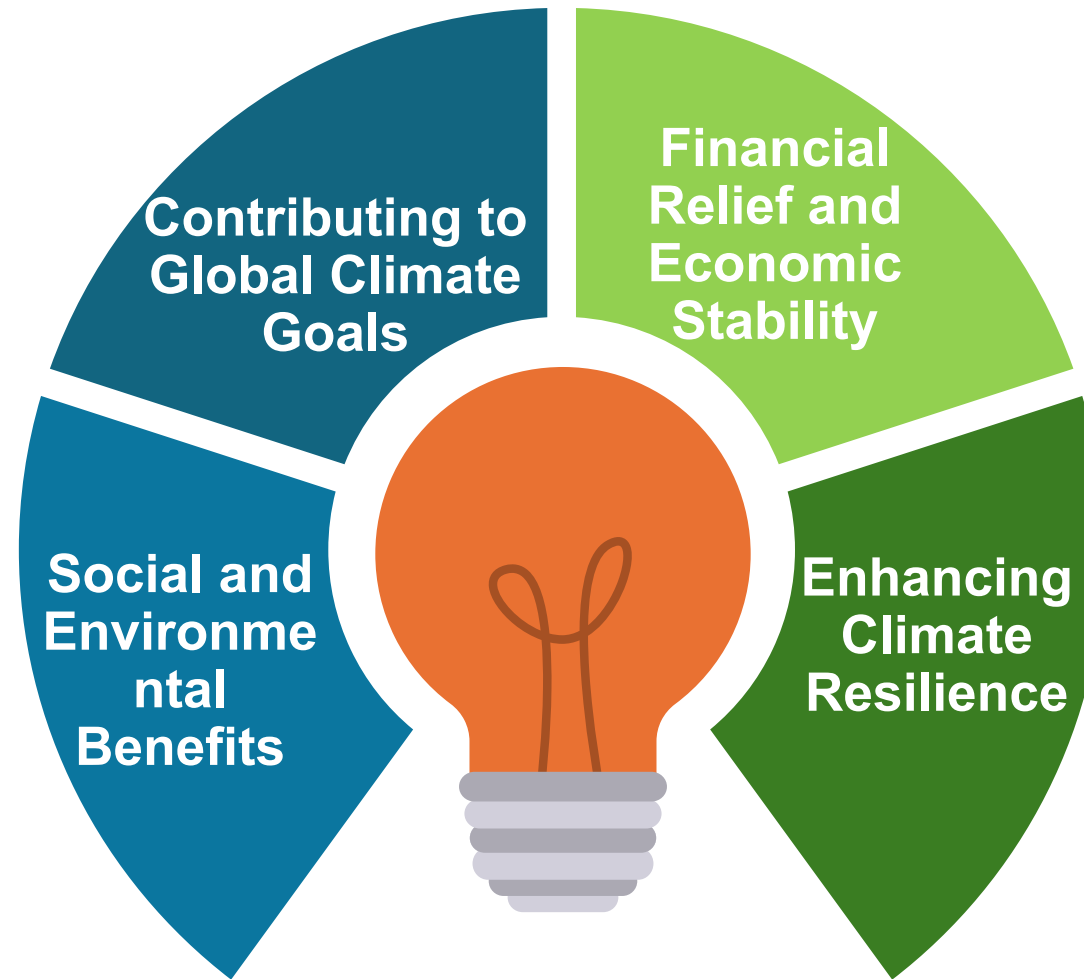 Contributing to
Global Climate
Goals
Financial
Relief and
Economic
Stability
Social and
Environme
ntal
Benefits
Enhancing
Climate
Resilience